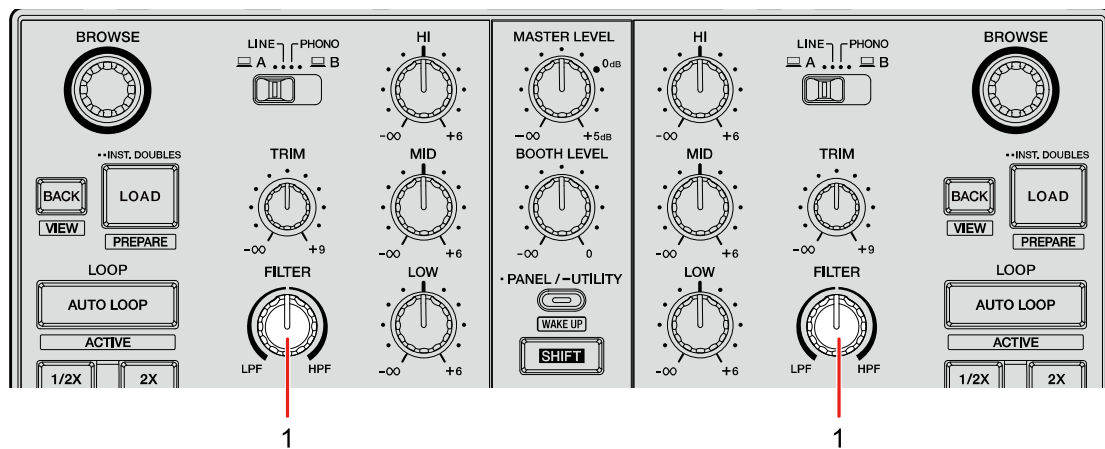 BROWSE
LINE PHONO
A B
HI
-∞ +6
MASTER LEVEL
0dB
-∞ +5dB
HI
-∞ +6
LINE PHONO
A B
BROWSE
INST. DOUBLES
BACK
LOAD
VIEW
PREPARE
TRIM
-∞ +9
MID
-∞ +6
BOOTH LEVEL
-∞ 0
MID
-∞ +6
TRIM
-∞ +9
INST. DOUBLES
BACK
LOAD
VIEW
PREPARE
LOOP
AUTO LOOP
ACTIVE
1/2X 2X
FILTER
LPF HPF
LOW
-∞ +6
• PANEL / –UTILITY
WAKE UP
SHIFT
LOW
-∞ +6
FILTER
LPF HPF
LOOP
AUTO LOOP
ACTIVE
1/2X 2X
1
1